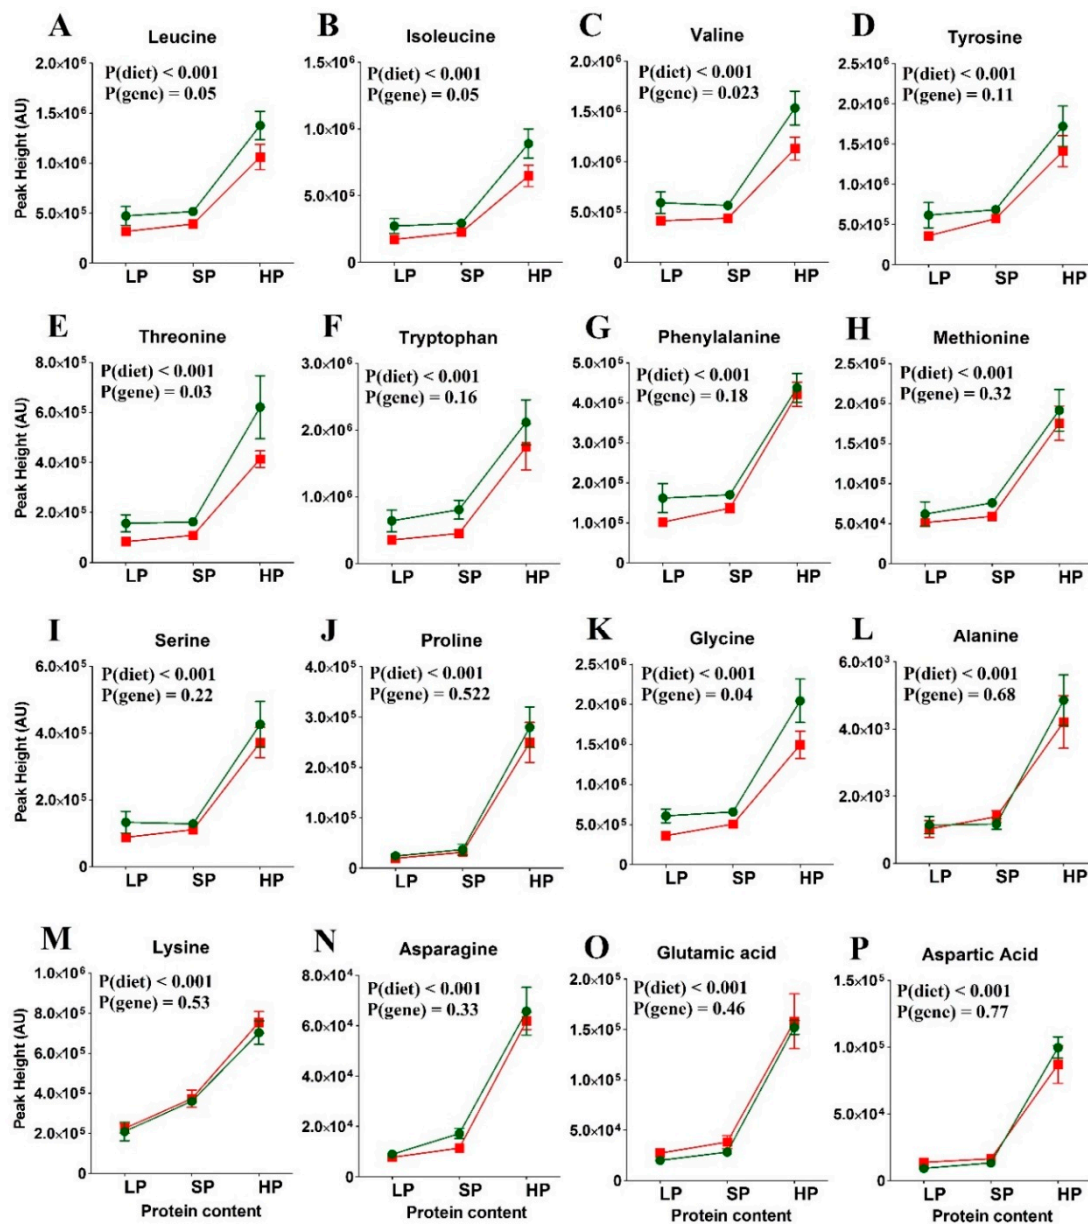 A
Leucine
P(diet) < 0.001
P(gene) = 0.05
Peak Height (AU)
2.0×10⁶
1.5×10⁶
1.0×10⁶
5.0×10⁵
0
LP SP HP
B
Isoleucine
P(diet) < 0.001
P(gene) = 0.05
1.5×10⁶
1.0×10⁶
5.0×10⁵
0
LP SP HP
C
Valine
P(diet) < 0.001
P(gene) = 0.023
2.0×10⁶
1.5×10⁶
1.0×10⁶
5.0×10⁵
0
LP SP HP
D
Tyrosine
P(diet) < 0.001
P(gene) = 0.11
2.5×10⁶
2.0×10⁶
1.5×10⁶
1.0×10⁶
5.0×10⁵
0
LP SP HP
E
Threonine
P(diet) < 0.001
P(gene) = 0.03
Peak Height (AU)
8.0×10⁵
6.0×10⁵
4.0×10⁵
2.0×10⁵
0
LP SP HP
F
Tryptophan
P(diet) < 0.001
P(gene) = 0.16
3.0×10⁶
2.0×10⁶
1.0×10⁶
0
LP SP HP
G
Phenylalanine
P(diet) < 0.001
P(gene) = 0.18
5.0×10⁵
4.0×10⁵
3.0×10⁵
2.0×10⁵
1.0×10⁵
0
LP SP HP
H
Methionine
P(diet) < 0.001
P(gene) = 0.32
2.5×10⁵
2.0×10⁵
1.5×10⁵
1.0×10⁵
5.0×10⁴
0
LP SP HP
I
Serine
P(diet) < 0.001
P(gene) = 0.22
Peak Height (AU)
6.0×10⁵
4.0×10⁵
2.0×10⁵
0
LP SP HP
J
Proline
P(diet) < 0.001
P(gene) = 0.522
4.0×10⁵
3.0×10⁵
2.0×10⁵
1.0×10⁵
0
LP SP HP
K
Glycine
P(diet) < 0.001
P(gene) = 0.04
2.5×10⁶
2.0×10⁶
1.5×10⁶
1.0×10⁶
5.0×10⁵
0
LP SP HP
L
Alanine
P(diet) < 0.001
P(gene) = 0.68
6.0×10³
4.0×10³
2.0×10³
0
LP SP HP
M
Lysine
P(diet) < 0.001
P(gene) = 0.53
Peak Height (AU)
1.0×10⁶
8.0×10⁵
6.0×10⁵
4.0×10⁵
2.0×10⁵
0
LP SP HP
Protein content
N
Asparagine
P(diet) < 0.001
P(gene) = 0.33
8.0×10⁴
6.0×10⁴
4.0×10⁴
2.0×10⁴
0
LP SP HP
Protein content
O
Glutamic acid
P(diet) < 0.001
P(gene) = 0.46
2.0×10⁵
1.5×10⁵
1.0×10⁵
5.0×10⁴
0
LP SP HP
Protein content
P
Aspartic Acid
P(diet) < 0.001
P(gene) = 0.77
1.5×10⁵
1.0×10⁵
5.0×10⁴
0
LP SP HP
Protein content